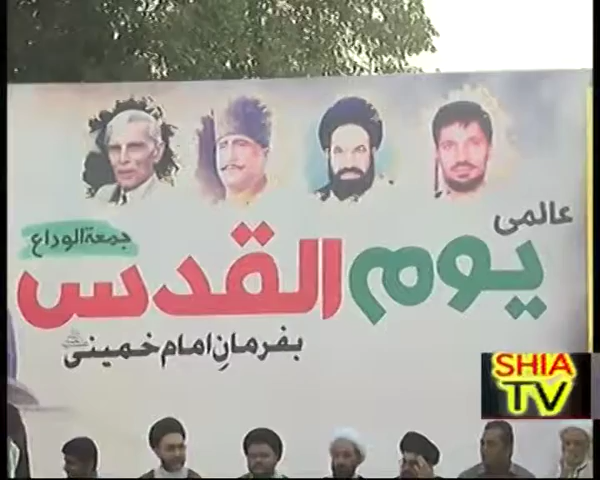 عالمی
یوم القدس
جمعۃ الوداع
بفرمانِ امام خمینی
SHIA
TV